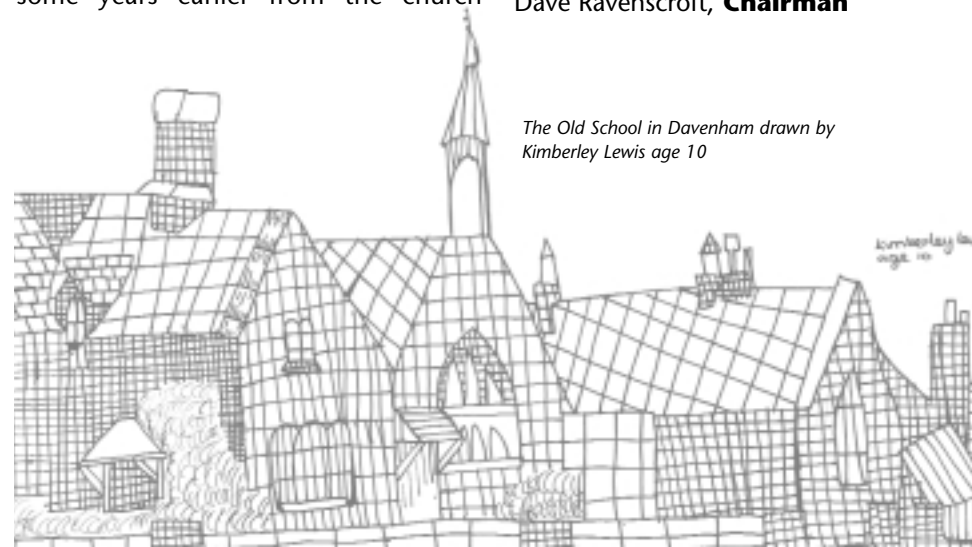 some years earlier from the church
Dave Ravenscroft, Chairman
The Old School in Davenham drawn by
Kimberley Lewis age 10
kimberley
age 10